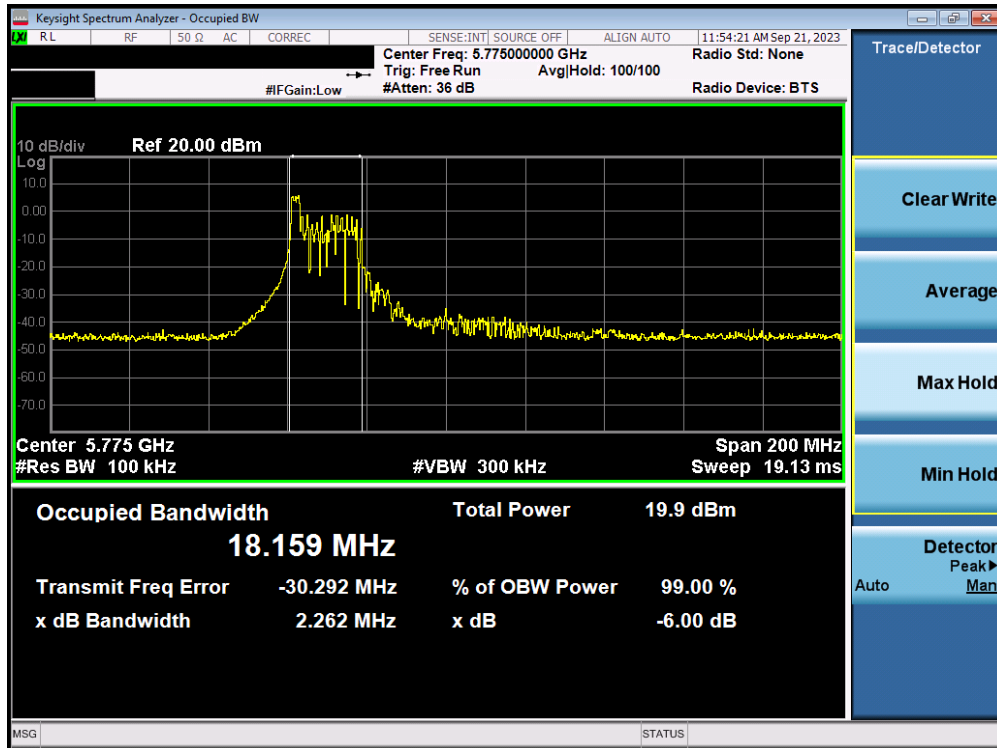 Keysight Spectrum Analyzer - Occupied BW
LXI RL RF 50 Ω AC CORREC SENSE:INT SOURCE OFF ALIGN AUTO 11:54:21 AM Sep 21, 2023
Center Freq: 5.775000000 GHz Radio Std: None
Trig: Free Run Avg|Hold: 100/100
#IFGain:Low #Atten: 36 dB Radio Device: BTS
10 dB/div Ref 20.00 dBm
Log
10.0
0.00
-10.0
-20.0
-30.0
-40.0
-50.0
-60.0
-70.0
Center 5.775 GHz Span 200 MHz
#Res BW 100 kHz #VBW 300 kHz Sweep 19.13 ms
Occupied Bandwidth Total Power 19.9 dBm
18.159 MHz
Transmit Freq Error -30.292 MHz % of OBW Power 99.00 %
x dB Bandwidth 2.262 MHz x dB -6.00 dB
MSG STATUS
Trace/Detector
Clear Write
Average
Max Hold
Min Hold
Detector
Peak▶
Auto Man